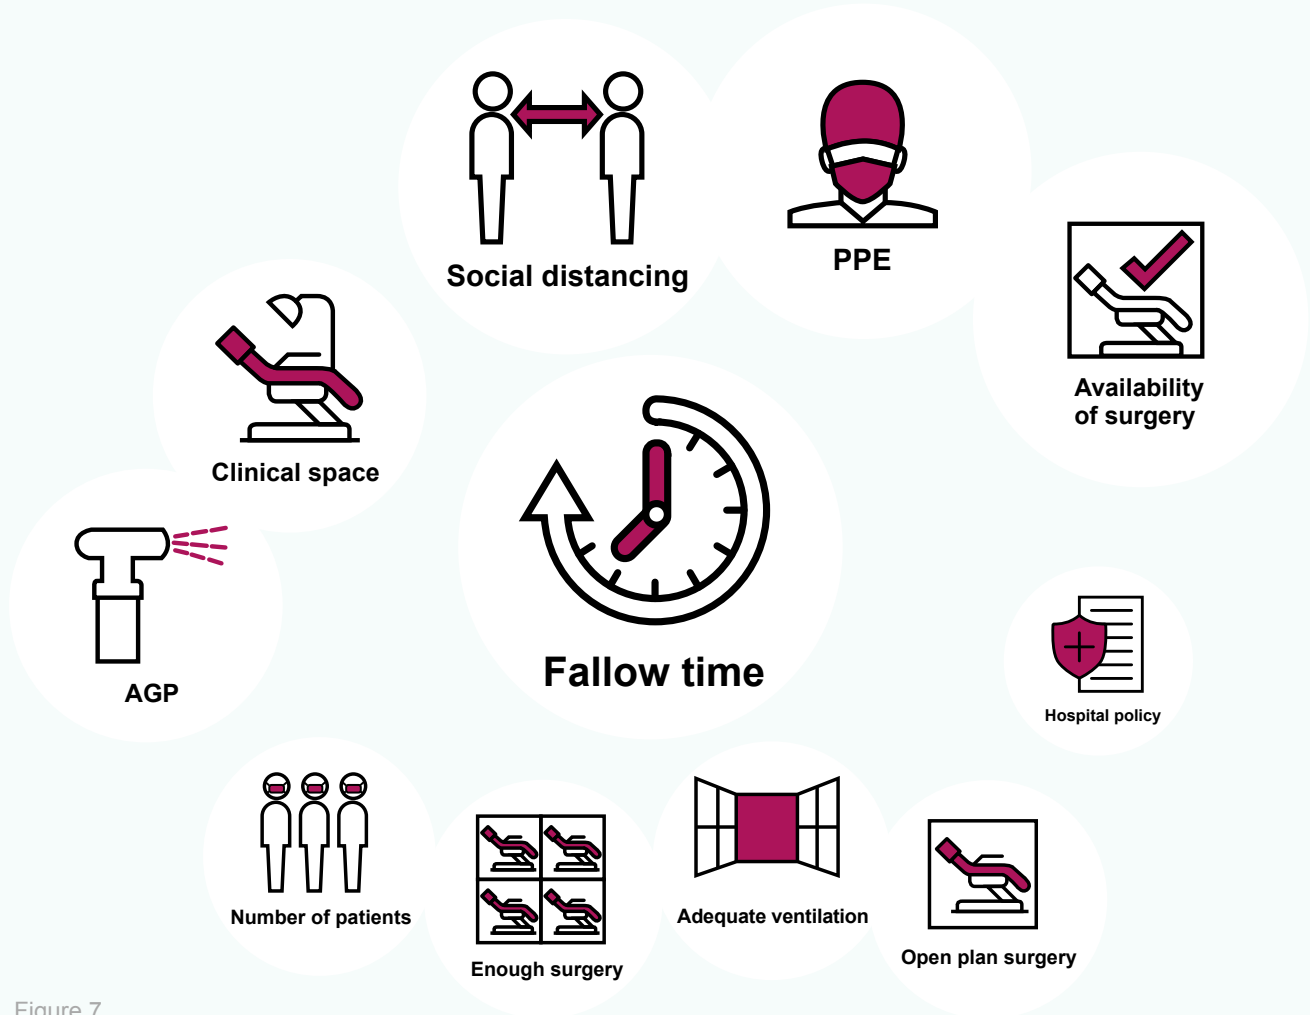 Social distancing
PPE
Availability
of surgery
Clinical space
Fallow time
AGP
Hospital policy
Number of patients
Enough surgery
Adequate ventilation
Open plan surgery
Figure 7